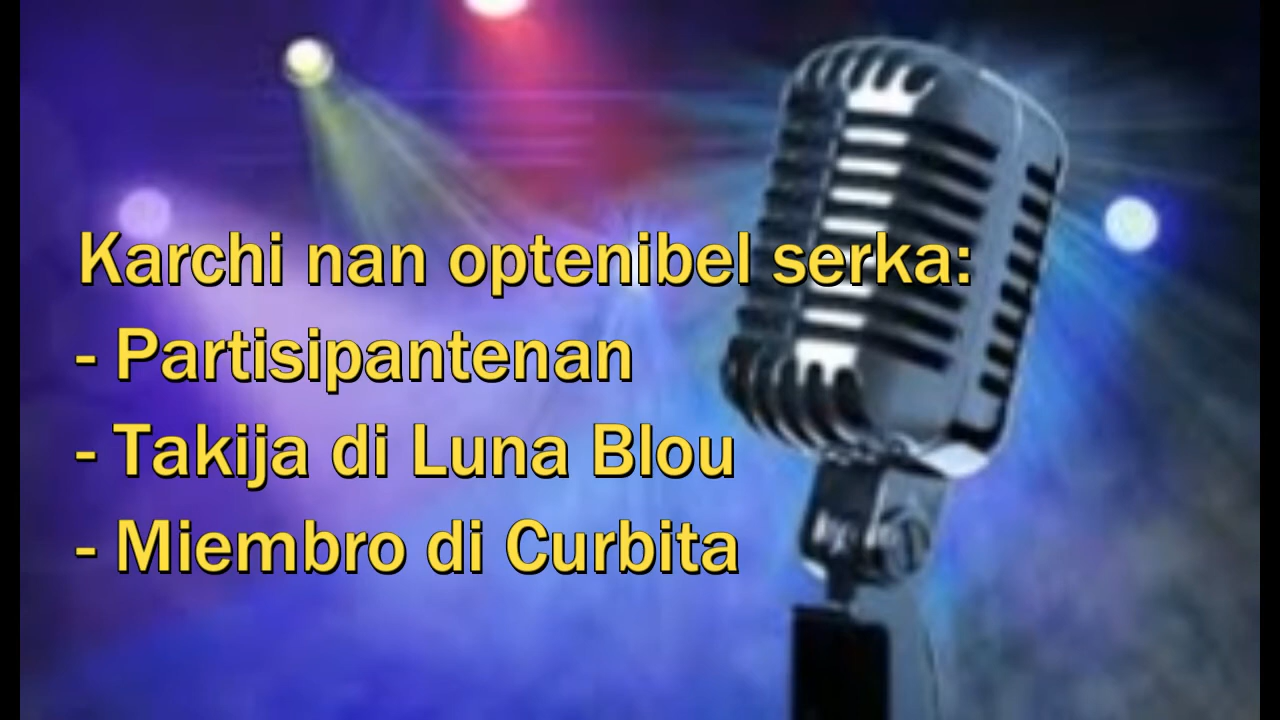 Karchi nan optenibel serka:
- Partisipantenan
- Takija di Luna Blou
- Miembro di Curbita